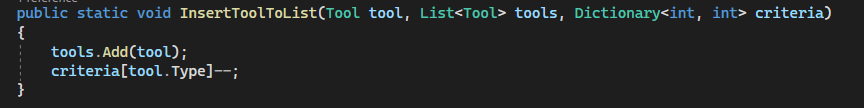 public static void InsertToolToList(Tool tool, List<Tool> tools, Dictionary<int, int> criteria)
{
    tools.Add(tool);
    criteria[tool.Type]--;
}